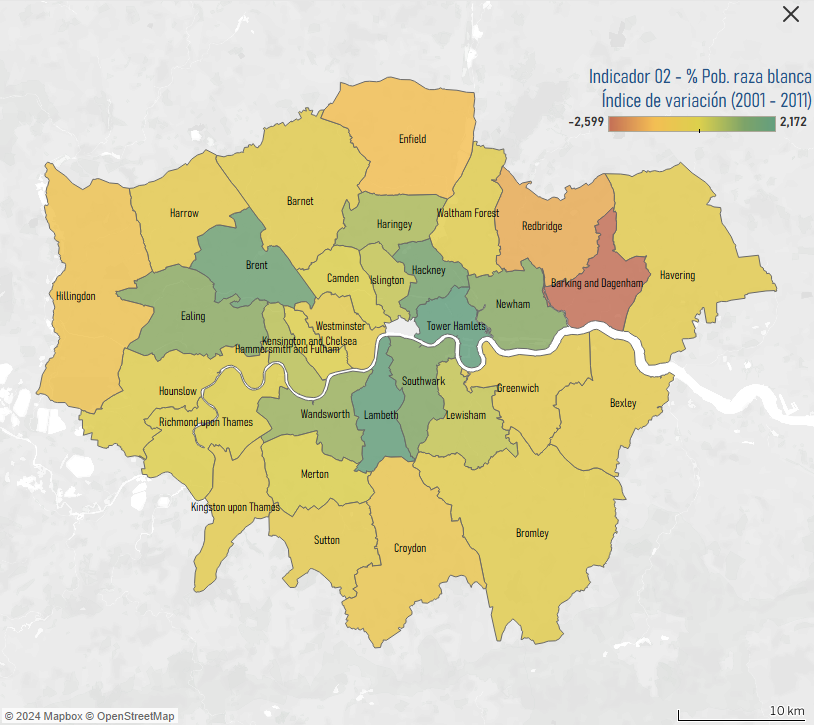 Indicador 02 - % Pob. raza blanca
Índice de variación (2001 - 2011)
-2,599 2,172
Enfield
Barnet
Harrow
Waltham Forest
Haringey
Redbridge
Brent
Hackney
Camden
Islington
Havering
Barking and Dagenham
Hillingdon
Newham
Ealing
Westminster
Tower Hamlets
Kensington and Chelsea
Hammersmith and Fulham
Southwark
Greenwich
Hounslow
Bexley
Wandsworth
Lambeth
Lewisham
Richmond upon Thames
Merton
Kingston upon Thames
Bromley
Sutton
Croydon
© 2024 Mapbox © OpenStreetMap
10 km